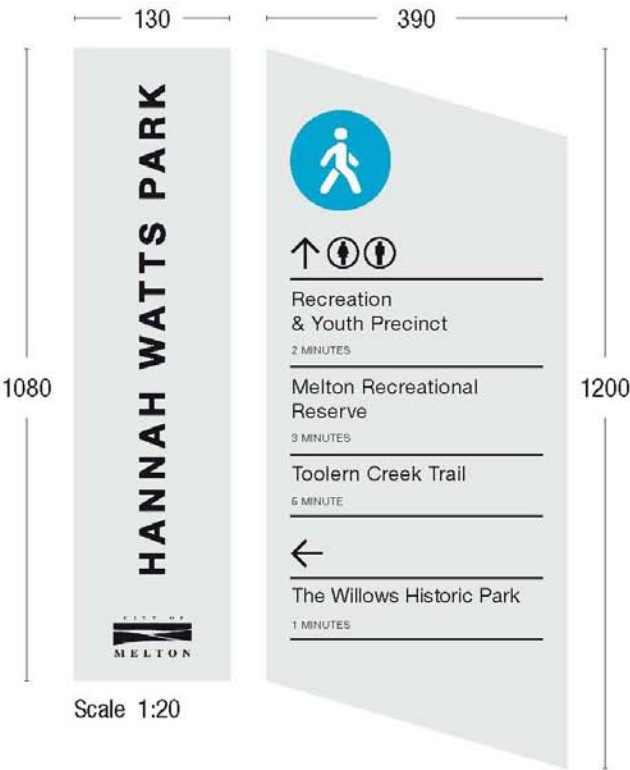 130
390
1080
1200
HANNAH WATTS PARK
CITY OF
MELTON
Scale 1:20
Recreation
& Youth Precinct
2 MINUTES
Melton Recreational
Reserve
3 MINUTES
Toolern Creek Trail
6 MINUTE
The Willows Historic Park
1 MINUTES